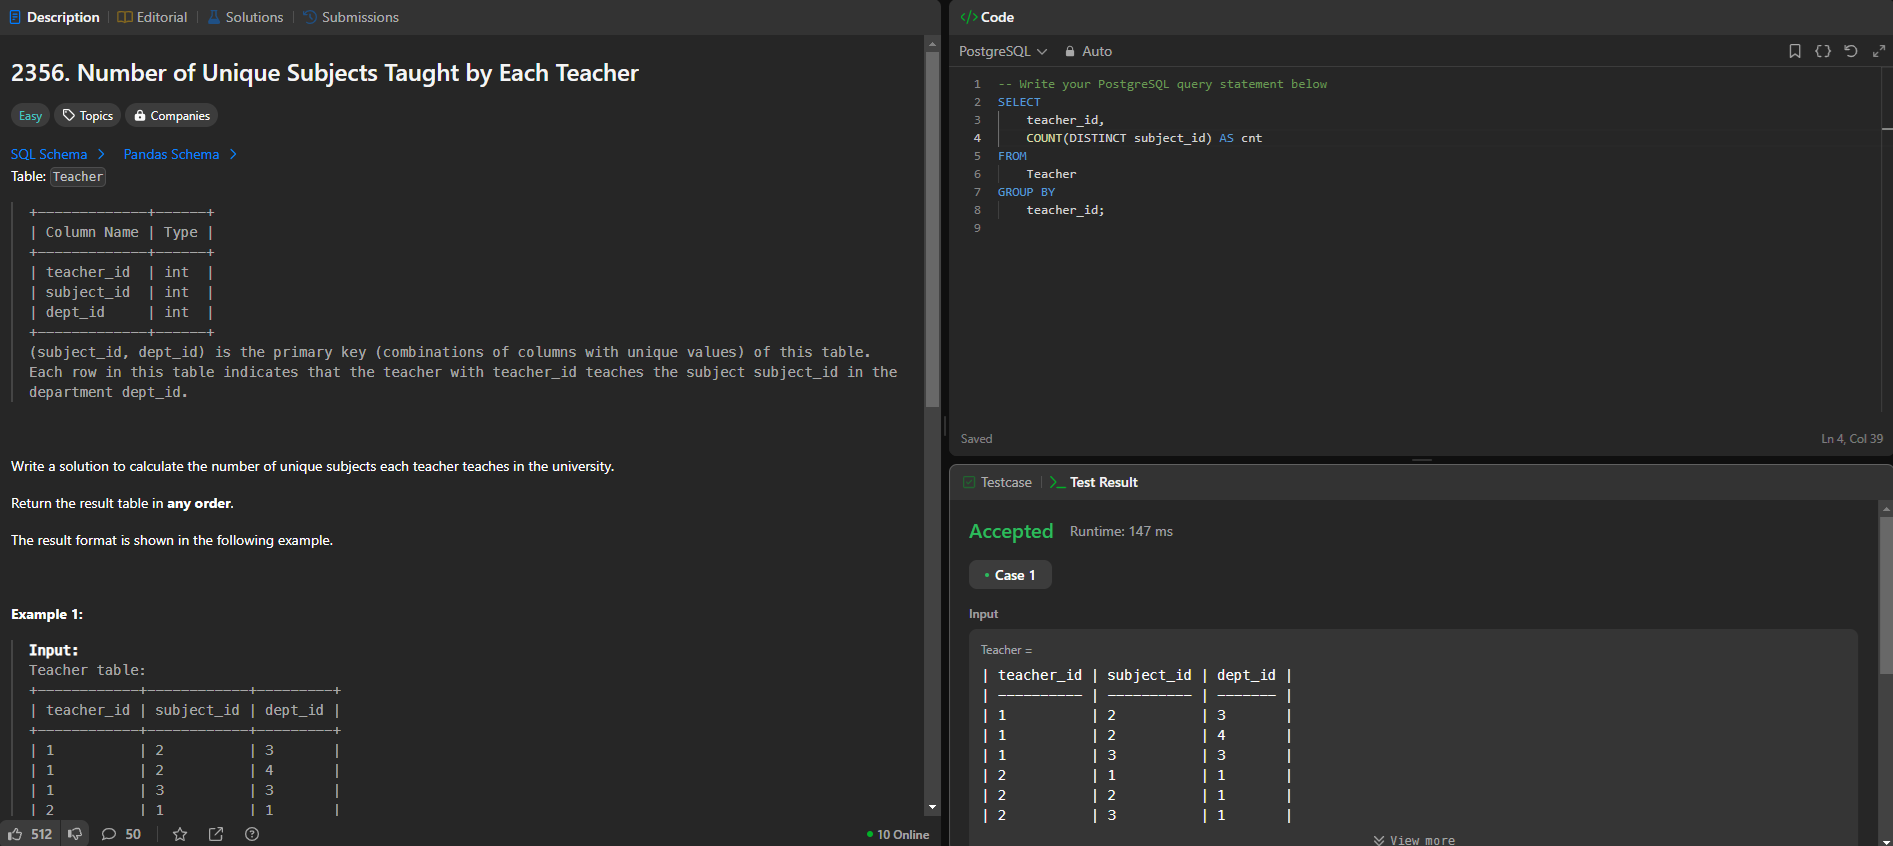 Description | Editorial | Solutions | Submissions
2356. Number of Unique Subjects Taught by Each Teacher
Easy Topics Companies
SQL Schema > Pandas Schema >
Table: Teacher
+-------------+------+
| Column Name | Type |
+-------------+------+
| teacher_id  | int  |
| subject_id  | int  |
| dept_id     | int  |
+-------------+------+
(subject_id, dept_id) is the primary key (combinations of columns with unique values) of this table.
Each row in this table indicates that the teacher with teacher_id teaches the subject subject_id in the
department dept_id.
Write a solution to calculate the number of unique subjects each teacher teaches in the university.
Return the result table in any order.
The result format is shown in the following example.
Example 1:
Input:
Teacher table:
+------------+------------+---------+
| teacher_id | subject_id | dept_id |
+------------+------------+---------+
| 1          | 2          | 3       |
| 1          | 2          | 4       |
| 1          | 3          | 3       |
| 2          | 1          | 1       |
512 50 10 Online
</> Code
PostgreSQL Auto {}
1 -- Write your PostgreSQL query statement below
2 SELECT
3     teacher_id,
4     COUNT(DISTINCT subject_id) AS cnt
5 FROM
6     Teacher
7 GROUP BY
8     teacher_id;
9
Saved Ln 4, Col 39
Testcase | >_ Test Result
Accepted Runtime: 147 ms
• Case 1
Input
Teacher =
| teacher_id | subject_id | dept_id |
| ---------- | ---------- | ------- |
| 1          | 2          | 3       |
| 1          | 2          | 4       |
| 1          | 3          | 3       |
| 2          | 1          | 1       |
| 2          | 2          | 1       |
| 2          | 3          | 1       |
View more